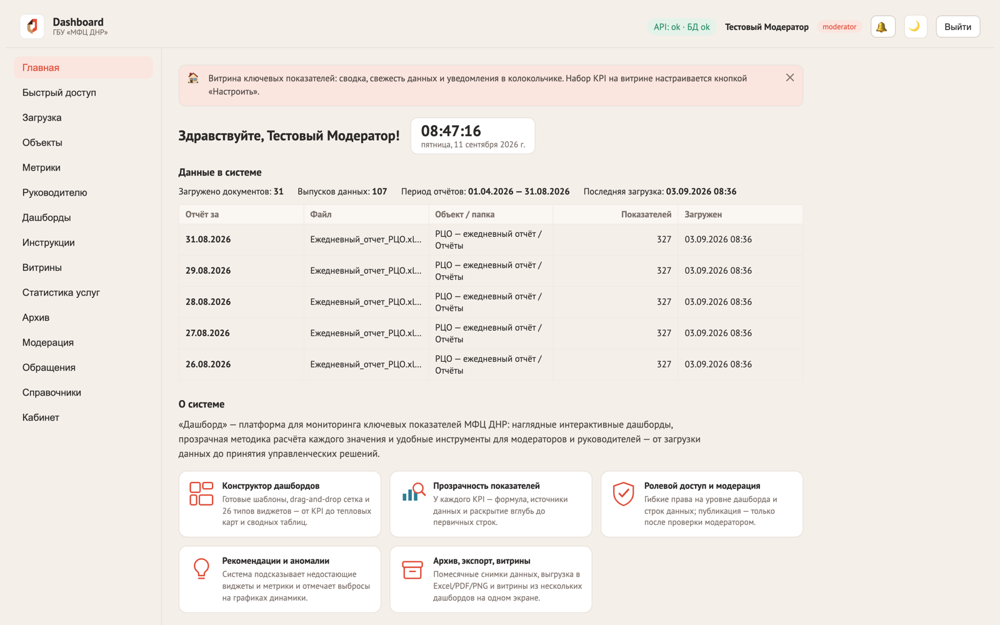 Dashboard
ГБУ «МФЦ ДНР»
API: ok · БД ok
Тестовый Модератор
moderator
Выйти
Главная
Быстрый доступ
Загрузка
Объекты
Метрики
Руководителю
Дашборды
Инструкции
Витрины
Статистика услуг
Архив
Модерация
Обращения
Справочники
Кабинет
Витрина ключевых показателей: сводка, свежесть данных и уведомления в колокольчике. Набор KPI на витрине настраивается кнопкой
«Настроить».
Здравствуйте, Тестовый Модератор!
08:47:16
пятница, 11 сентября 2026 г.
Данные в системе
Загружено документов: 31 Выпусков данных: 107 Период отчётов: 01.04.2026 — 31.08.2026 Последняя загрузка: 03.09.2026 08:36
Отчёт за Файл Объект / папка Показателей Загружен
31.08.2026 Ежедневный_отчет_РЦО.xl... РЦО — ежедневный отчёт / 327 03.09.2026 08:36
Отчёты
29.08.2026 Ежедневный_отчет_РЦО.xl... РЦО — ежедневный отчёт / 327 03.09.2026 08:36
Отчёты
28.08.2026 Ежедневный_отчет_РЦО.xl... РЦО — ежедневный отчёт / 327 03.09.2026 08:36
Отчёты
27.08.2026 Ежедневный_отчет_РЦО.xl... РЦО — ежедневный отчёт / 327 03.09.2026 08:36
Отчёты
26.08.2026 Ежедневный_отчет_РЦО.xl... РЦО — ежедневный отчёт / 327 03.09.2026 08:36
Отчёты
О системе
«Дашборд» — платформа для мониторинга ключевых показателей МФЦ ДНР: наглядные интерактивные дашборды,
прозрачная методика расчёта каждого значения и удобные инструменты для модераторов и руководителей — от загрузки
данных до принятия управленческих решений.
Конструктор дашбордов
Готовые шаблоны, drag-and-drop сетка и
26 типов виджетов — от KPI до тепловых
карт и сводных таблиц.
Прозрачность показателей
У каждого KPI — формула, источники
данных и раскрытие вглубь до
первичных строк.
Ролевой доступ и модерация
Гибкие права на уровне дашборда и
строк данных; публикация — только
после проверки модератором.
Рекомендации и аномалии
Система подсказывает недостающие
виджеты и метрики и отмечает выбросы
на графиках динамики.
Архив, экспорт, витрины
Помесячные снимки данных, выгрузка в
Excel/PDF/PNG и витрины из нескольких
дашбордов на одном экране.